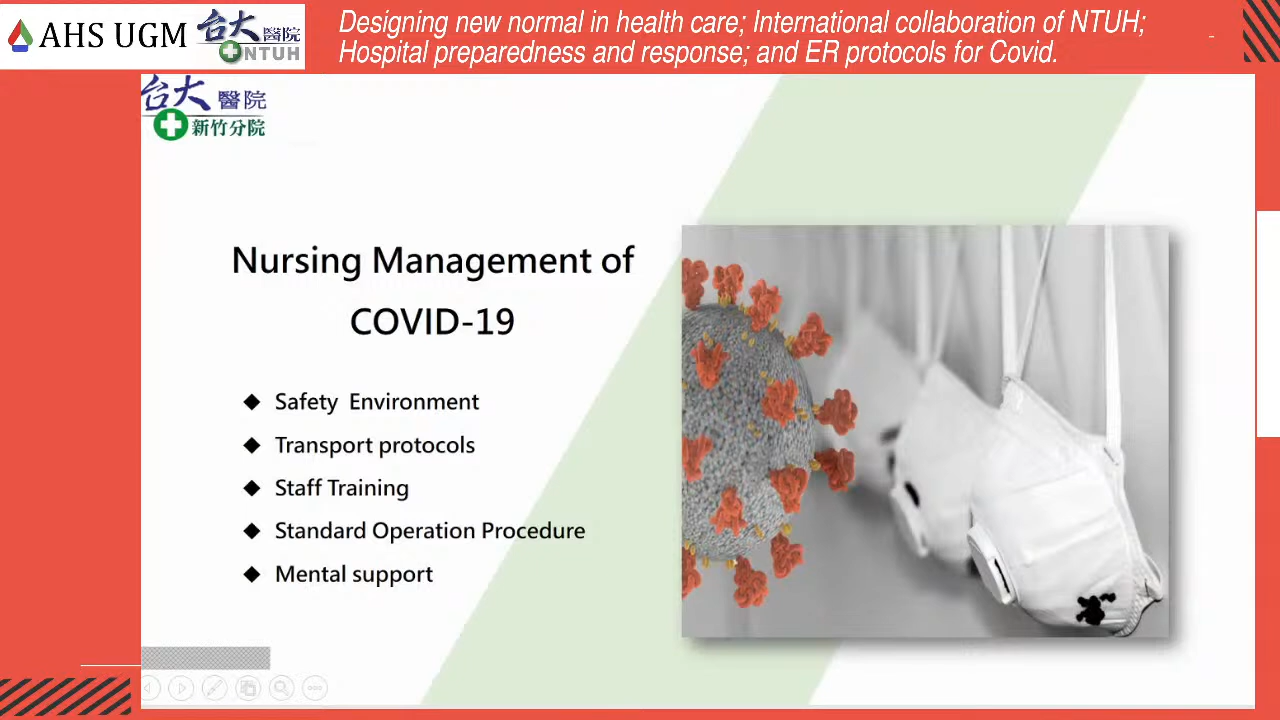 AHS UGM
台大醫院
NTUH
Designing new normal in health care; International collaboration of NTUH;
Hospital preparedness and response; and ER protocols for Covid.
台大醫院
新竹分院
Nursing Management of
COVID-19
Safety Environment
Transport protocols
Staff Training
Standard Operation Procedure
Mental support